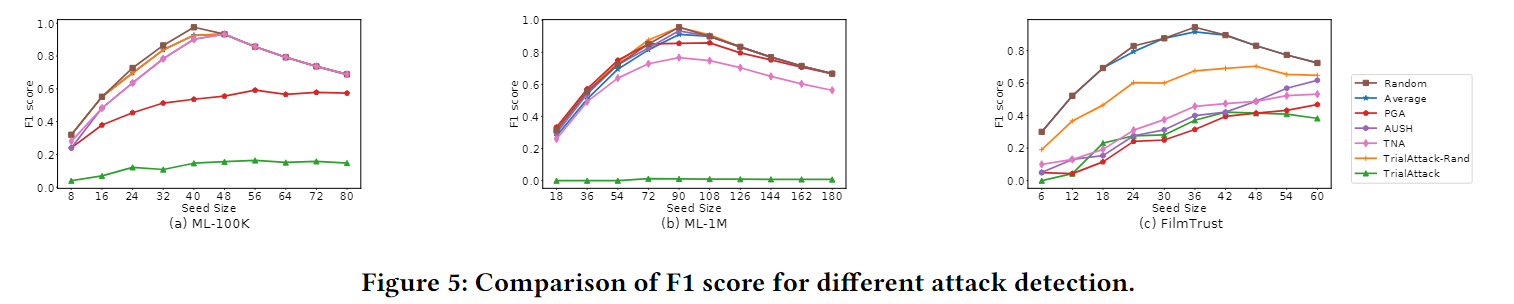 F1 score
1.0
0.8
0.6
0.4
0.2
0.0
8 16 24 32 40 48 56 64 72 80
Seed Size
(a) ML-100K
F1 score
1.0
0.8
0.6
0.4
0.2
0.0
18 36 54 72 90 108 126 144 162 180
Seed Size
(b) ML-1M
F1 score
0.8
0.6
0.4
0.2
0.0
6 12 18 24 30 36 42 48 54 60
Seed Size
(c) FilmTrust
Random
Average
PGA
AUSH
TNA
TrialAttack-Rand
TrialAttack
Figure 5: Comparison of F1 score for different attack detection.